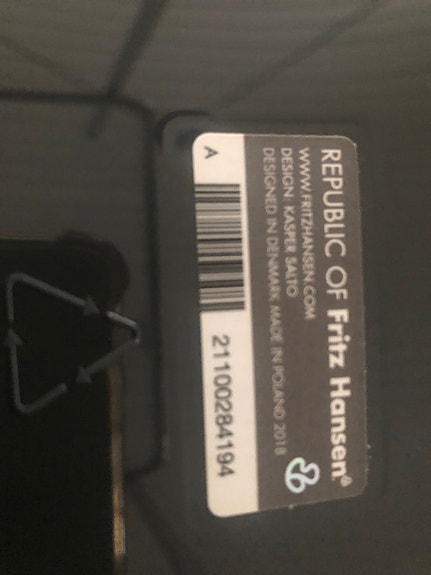 REPUBLIC OF Fritz Hansen®
WWW.FRITZHANSEN.COM
DESIGN: KASPER SALTO
DESIGNED IN DENMARK, MADE IN POLAND 2018
A
21100284194